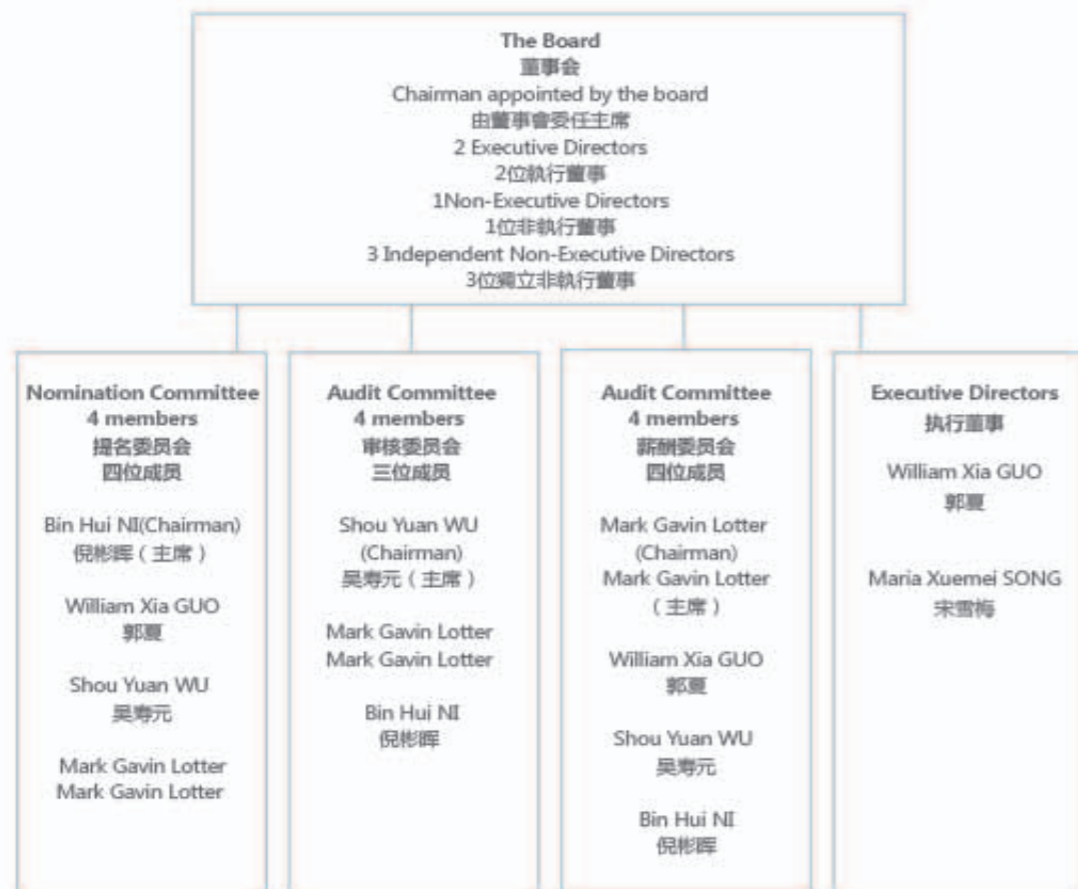 The Board
董事会
Chairman appointed by the board
由董事會委任主席
2 Executive Directors
2位執行董事
1Non-Executive Directors
1位非執行董事
3 Independent Non-Executive Directors
3位獨立非執行董事
Nomination Committee
4 members
提名委员会
四位成员
Bin Hui NI(Chairman)
倪彬晖（主席）
William Xia GUO
郭夏
Shou Yuan WU
吴寿元
Mark Gavin Lotter
Mark Gavin Lotter
Audit Committee
4 members
审核委员会
三位成员
Shou Yuan WU
(Chairman)
吴寿元（主席）
Mark Gavin Lotter
Mark Gavin Lotter
Bin Hui NI
倪彬晖
Audit Committee
4 members
薪酬委员会
四位成员
Mark Gavin Lotter
(Chairman)
Mark Gavin Lotter
（主席）
William Xia GUO
郭夏
Shou Yuan WU
吴寿元
Bin Hui NI
倪彬晖
Executive Directors
执行董事
William Xia GUO
郭夏
Maria Xuemei SONG
宋雪梅